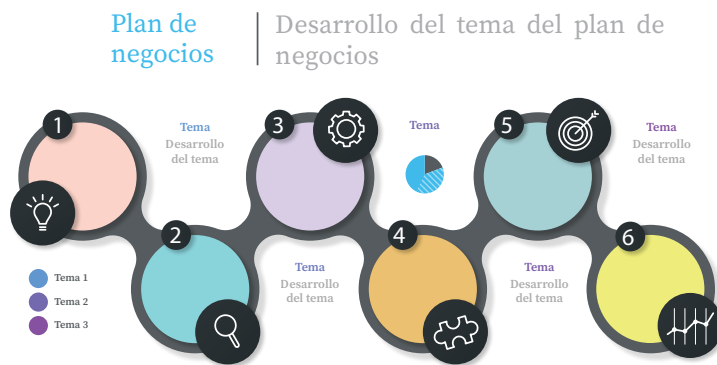 Plan de
negocios
Desarrollo del tema del plan de
negocios
1
Tema
Desarrollo
del tema
3
Tema
5
Tema
Desarrollo
del tema
2
Tema
Desarrollo
del tema
4
Tema
Desarrollo
del tema
6
Tema 1
Tema 2
Tema 3